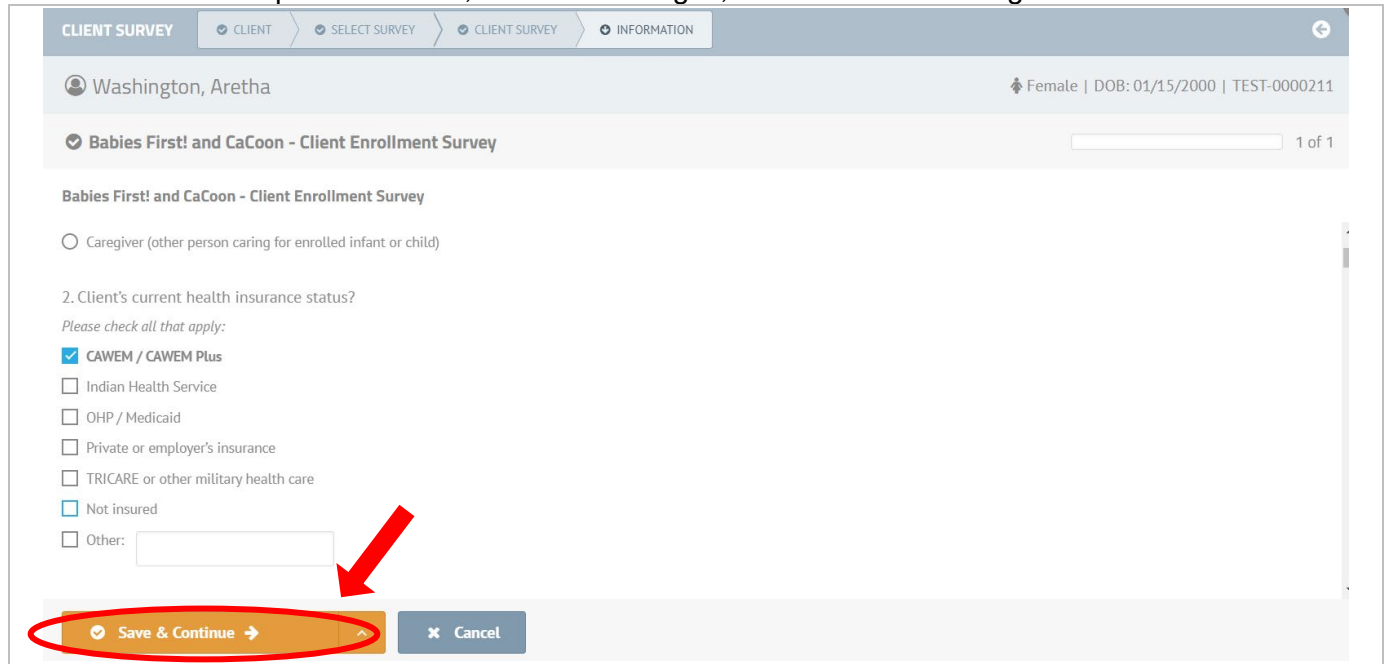 CLIENT SURVEY CLIENT SELECT SURVEY CLIENT SURVEY INFORMATION
Washington, Aretha Female | DOB: 01/15/2000 | TEST-0000211
Babies First! and CaCoon - Client Enrollment Survey 1 of 1
Babies First! and CaCoon - Client Enrollment Survey
Caregiver (other person caring for enrolled infant or child)
2. Client's current health insurance status?
Please check all that apply:
CAWEM / CAWEM Plus
Indian Health Service
OHP / Medicaid
Private or employer's insurance
TRICARE or other military health care
Not insured
Other:
Save & Continue Cancel